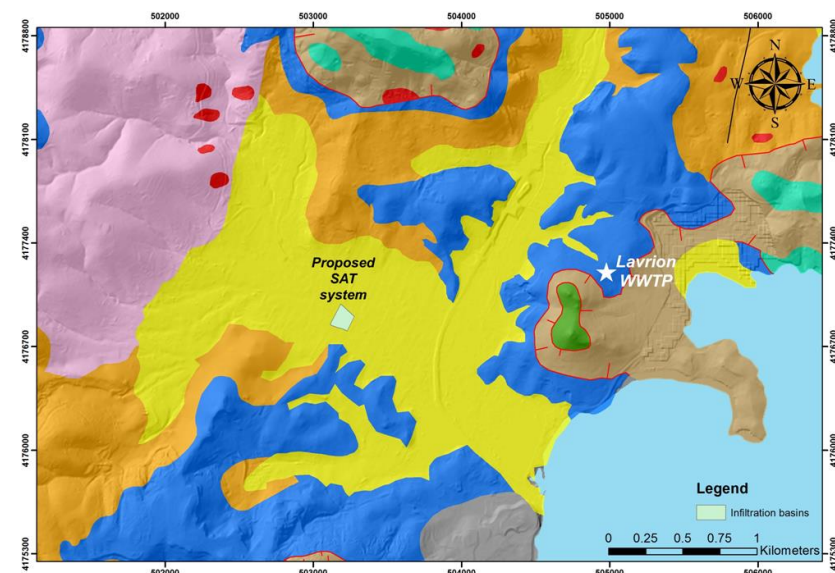 502000 503000 504000 505000 506000
4178800 4178800
N
W E
S
4178100 4178100
4177400 4177400
Proposed
SAT
system
Lavrion
WWTP
4176700 4176700
4176000 4176000
Legend
Infiltration basins
0 0.25 0.5 0.75 1
Kilometers
4175300 4175300
502000 503000 504000 505000 506000